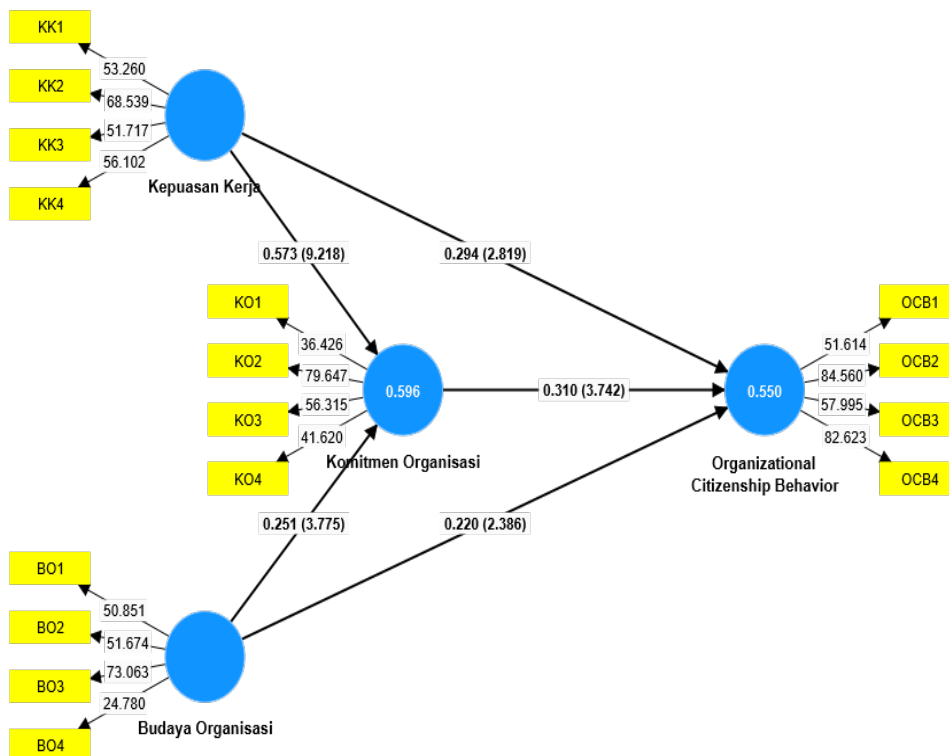 KK1
53.260
KK2
68.539
KK3
51.717
56.102
KK4
Kepuasan Kerja
0.573 (9.218)
0.294 (2.819)
KO1
36.426
KO2
79.647
KO3
56.315
41.620
KO4
0.596
Komitmen Organisasi
0.310 (3.742)
0.550
Organizational
Citizenship Behavior
OCB1
51.614
OCB2
84.560
57.995
OCB3
82.623
OCB4
0.251 (3.775)
0.220 (2.386)
BO1
50.851
BO2
51.674
73.063
BO3
24.780
BO4
Budaya Organisasi